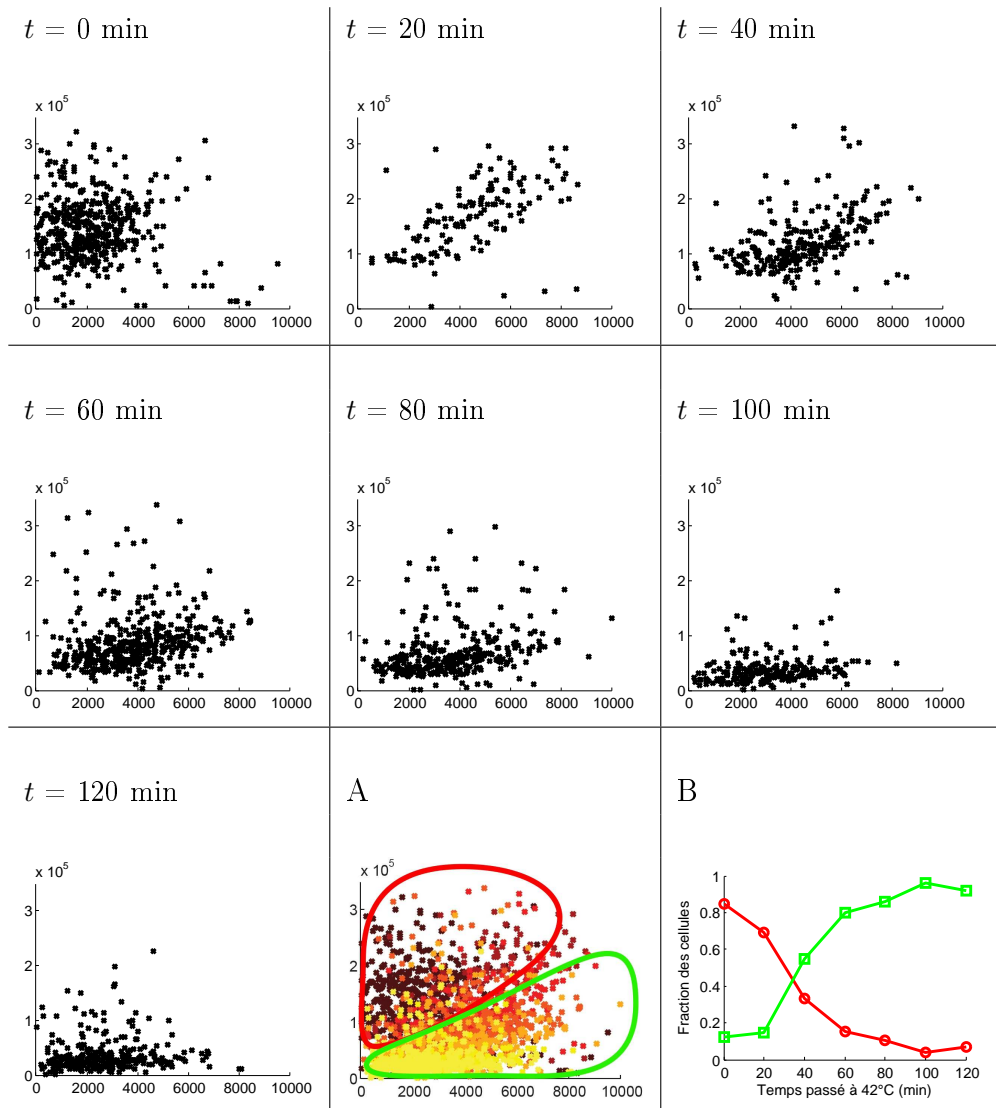 t = 0 min
t = 20 min
t = 40 min
x 10^5
3
2
1
0
0 2000 4000 6000 8000 10000
x 10^5
3
2
1
0
0 2000 4000 6000 8000 10000
x 10^5
3
2
1
0
0 2000 4000 6000 8000 10000
t = 60 min
t = 80 min
t = 100 min
x 10^5
3
2
1
0
0 2000 4000 6000 8000 10000
x 10^5
3
2
1
0
0 2000 4000 6000 8000 10000
x 10^5
3
2
1
0
0 2000 4000 6000 8000 10000
t = 120 min
A
B
x 10^5
3
2
1
0
0 2000 4000 6000 8000 10000
x 10^5
3
2
1
0
0 2000 4000 6000 8000 10000
Fraction des cellules
1
0.8
0.6
0.4
0.2
0
0 20 40 60 80 100 120
Temps passé à 42°C (min)